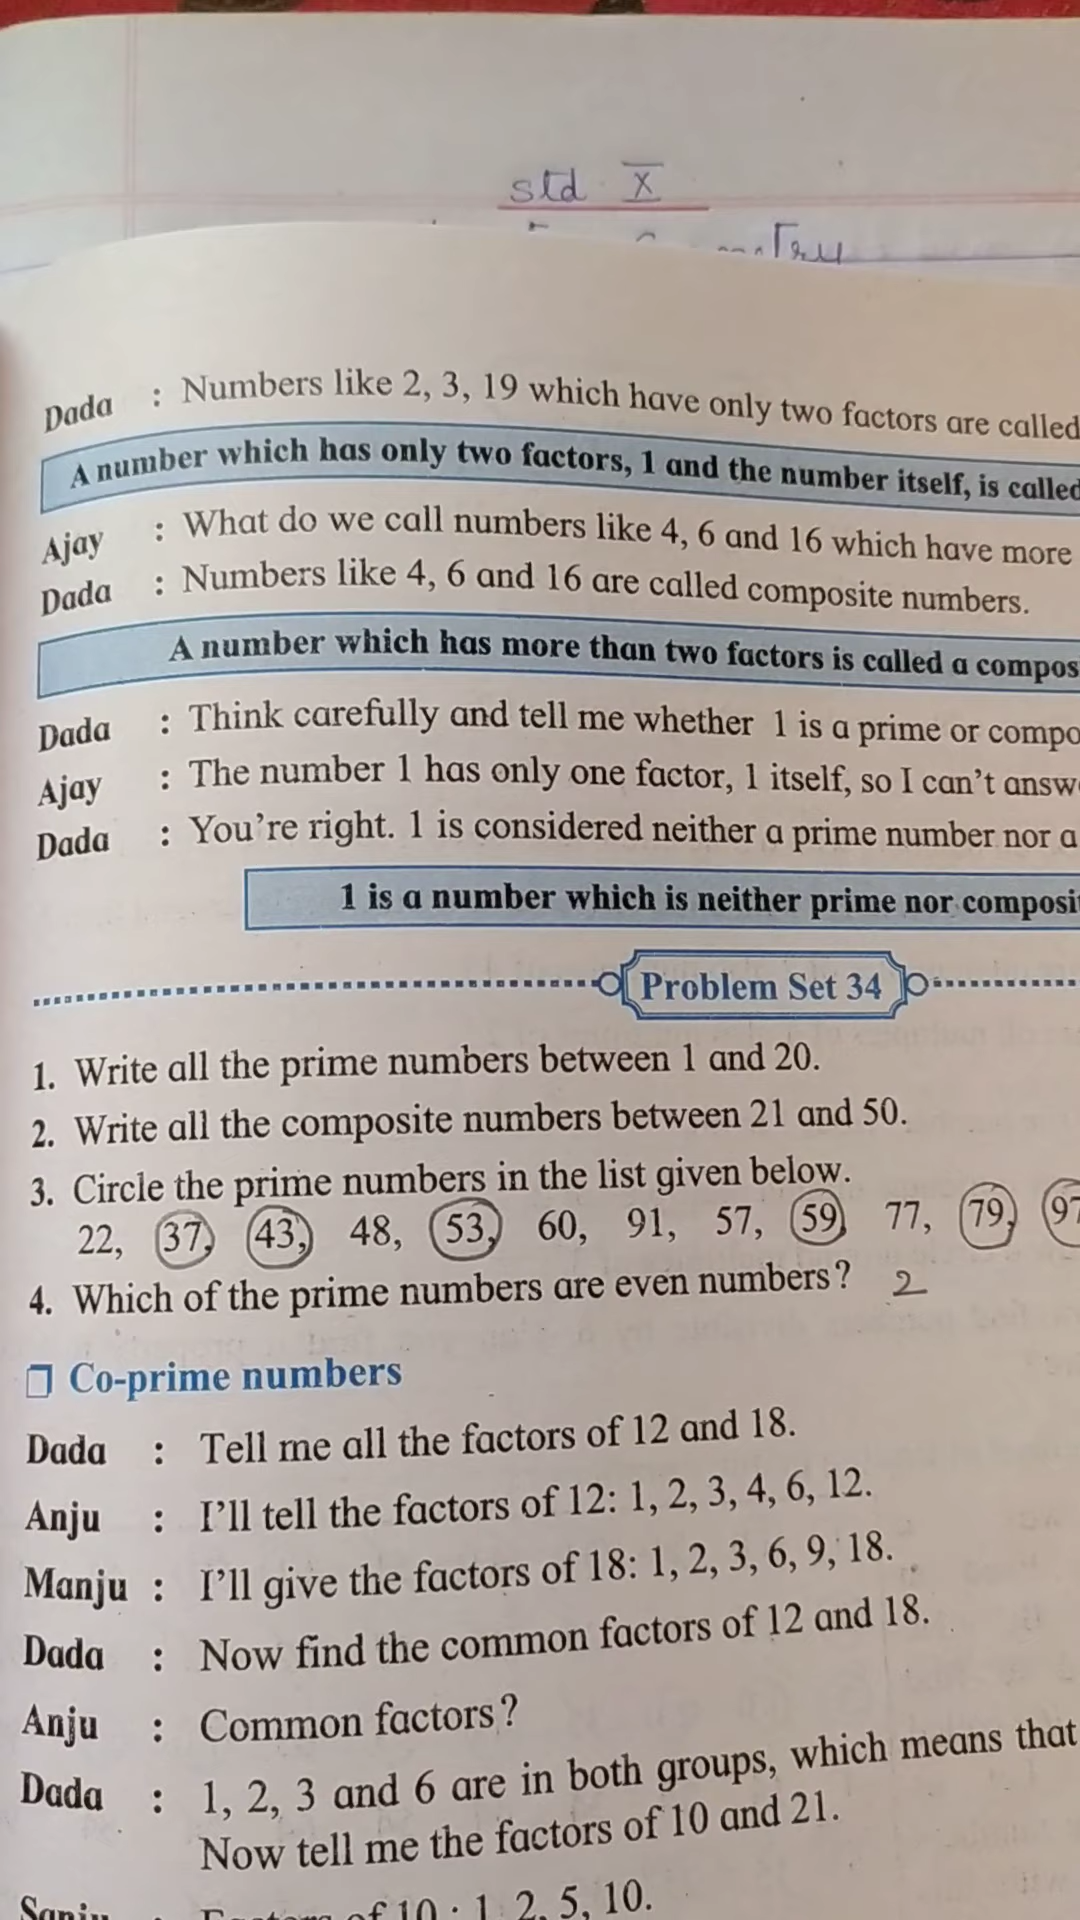 std X
Dada : Numbers like 2, 3, 19 which have only two factors are called
A number which has only two factors, 1 and the number itself, is called
Ajay : What do we call numbers like 4, 6 and 16 which have more
Dada : Numbers like 4, 6 and 16 are called composite numbers.
A number which has more than two factors is called a compos
Dada : Think carefully and tell me whether 1 is a prime or compo
Ajay : The number 1 has only one factor, 1 itself, so I can't answ
Dada : You're right. 1 is considered neither a prime number nor a
1 is a number which is neither prime nor composi
Problem Set 34
1. Write all the prime numbers between 1 and 20.
2. Write all the composite numbers between 21 and 50.
3. Circle the prime numbers in the list given below.
22, 37, 43, 48, 53, 60, 91, 57, 59, 77, 79, 97
4. Which of the prime numbers are even numbers? 2
Co-prime numbers
Dada : Tell me all the factors of 12 and 18.
Anju : I'll tell the factors of 12: 1, 2, 3, 4, 6, 12.
Manju : I'll give the factors of 18: 1, 2, 3, 6, 9, 18.
Dada : Now find the common factors of 12 and 18.
Anju : Common factors?
Dada : 1, 2, 3 and 6 are in both groups, which means that
Now tell me the factors of 10 and 21.
Sanju : Factors of 10 : 1, 2, 5, 10.